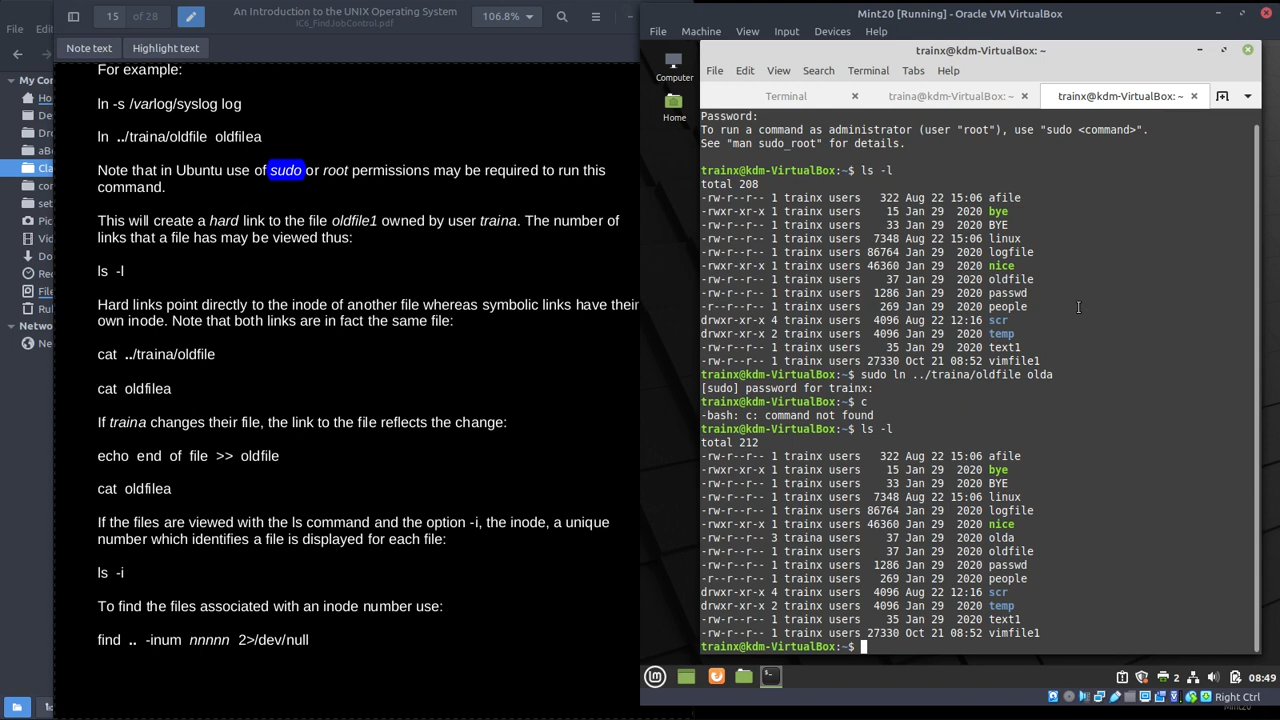 File
15
of 28
An Introduction to the UNIX Operating System
IC6_FindJobControl.pdf
106.8%
Note text
Highlight text
My Co
Ho
De
Dro
aBo
Cla
con
set
Pic
Vid
Do
Rec
File
Ru
Netw
Ne
For example:
ln -s /varlog/syslog log
ln ../traina/oldfile oldfilea
Note that in Ubuntu use of sudo or root permissions may be required to run this
command.
This will create a hard link to the file oldfile1 owned by user traina. The number of
links that a file has may be viewed thus:
ls -l
Hard links point directly to the inode of another file whereas symbolic links have their
own inode. Note that both links are in fact the same file:
cat ../traina/oldfile
cat oldfilea
If traina changes their file, the link to the file reflects the change:
echo end of file >> oldfile
cat oldfilea
If the files are viewed with the ls command and the option -i, the inode, a unique
number which identifies a file is displayed for each file:
ls -i
To find the files associated with an inode number use:
find .. -inum nnnnn 2>/dev/null
Mint20 [Running] - Oracle VM VirtualBox
File Machine View Input Devices Help
Computer
Home
trainx@kdm-VirtualBox: ~
File Edit View Search Terminal Tabs Help
Terminal
traina@kdm-VirtualBox: ~
trainx@kdm-VirtualBox: ~
Password:
To run a command as administrator (user "root"), use "sudo <command>".
See "man sudo_root" for details.
trainx@kdm-VirtualBox:~$ ls -l
total 208
-rw-r--r-- 1 trainx users 322 Aug 22 15:06 afile
-rwxr-xr-x 1 trainx users 15 Jan 29 2020 bye
-rw-r--r-- 1 trainx users 33 Jan 29 2020 BYE
-rw-r--r-- 1 trainx users 7348 Aug 22 15:06 linux
-rw-r--r-- 1 trainx users 86764 Jan 29 2020 logfile
-rwxr-xr-x 1 trainx users 46360 Jan 29 2020 nice
-rw-r--r-- 1 trainx users 37 Jan 29 2020 oldfile
-rw-r--r-- 1 trainx users 1286 Jan 29 2020 passwd
-r--r--r-- 1 trainx users 269 Jan 29 2020 people
drwxr-xr-x 4 trainx users 4096 Aug 22 12:16 scr
drwxr-xr-x 2 trainx users 4096 Jan 29 2020 temp
-rw-r--r-- 1 trainx users 35 Jan 29 2020 text1
-rw-r--r-- 1 trainx users 27330 Oct 21 08:52 vimfile1
trainx@kdm-VirtualBox:~$ sudo ln ../traina/oldfile olda
[sudo] password for trainx:
trainx@kdm-VirtualBox:~$ c
-bash: c: command not found
trainx@kdm-VirtualBox:~$ ls -l
total 212
-rw-r--r-- 1 trainx users 322 Aug 22 15:06 afile
-rwxr-xr-x 1 trainx users 15 Jan 29 2020 bye
-rw-r--r-- 1 trainx users 33 Jan 29 2020 BYE
-rw-r--r-- 1 trainx users 7348 Aug 22 15:06 linux
-rw-r--r-- 1 trainx users 86764 Jan 29 2020 logfile
-rwxr-xr-x 1 trainx users 46360 Jan 29 2020 nice
-rw-r--r-- 3 traina users 37 Jan 29 2020 olda
-rw-r--r-- 1 trainx users 37 Jan 29 2020 oldfile
-rw-r--r-- 1 trainx users 1286 Jan 29 2020 passwd
-r--r--r-- 1 trainx users 269 Jan 29 2020 people
drwxr-xr-x 4 trainx users 4096 Aug 22 12:16 scr
drwxr-xr-x 2 trainx users 4096 Jan 29 2020 temp
-rw-r--r-- 1 trainx users 35 Jan 29 2020 text1
-rw-r--r-- 1 trainx users 27330 Oct 21 08:52 vimfile1
trainx@kdm-VirtualBox:~$
2
08:49
Right Ctrl
Mint20